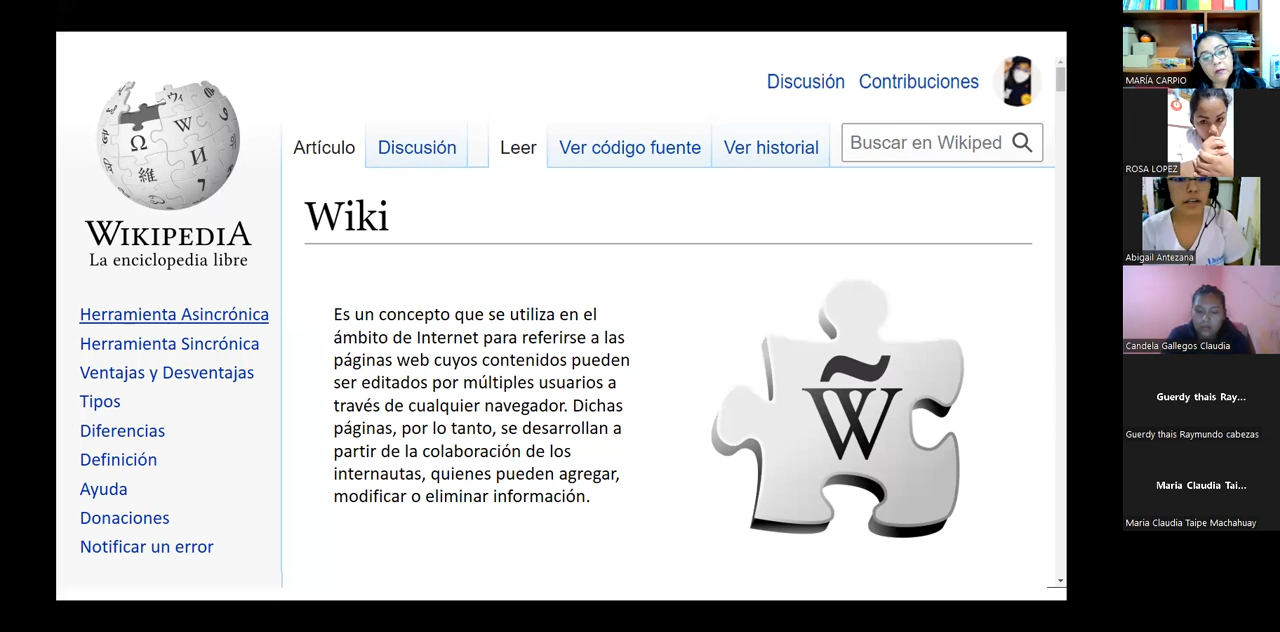 WIKIPEDIA
La enciclopedia libre
Herramienta Asincrónica
Herramienta Sincrónica
Ventajas y Desventajas
Tipos
Diferencias
Definición
Ayuda
Donaciones
Notificar un error
Discusión Contribuciones
Artículo Discusión Leer Ver código fuente Ver historial Buscar en Wikiped
Wiki
Es un concepto que se utiliza en el
ámbito de Internet para referirse a las
páginas web cuyos contenidos pueden
ser editados por múltiples usuarios a
través de cualquier navegador. Dichas
páginas, por lo tanto, se desarrollan a
partir de la colaboración de los
internautas, quienes pueden agregar,
modificar o eliminar información.
MARÍA CARPIO
ROSA LOPEZ
Abigail Antezana
Candela Gallegos Claudia
Guerdy thais Ray...
Guerdy thais Raymundo cabezas
Maria Claudia Tai...
Maria Claudia Taipe Machahuay